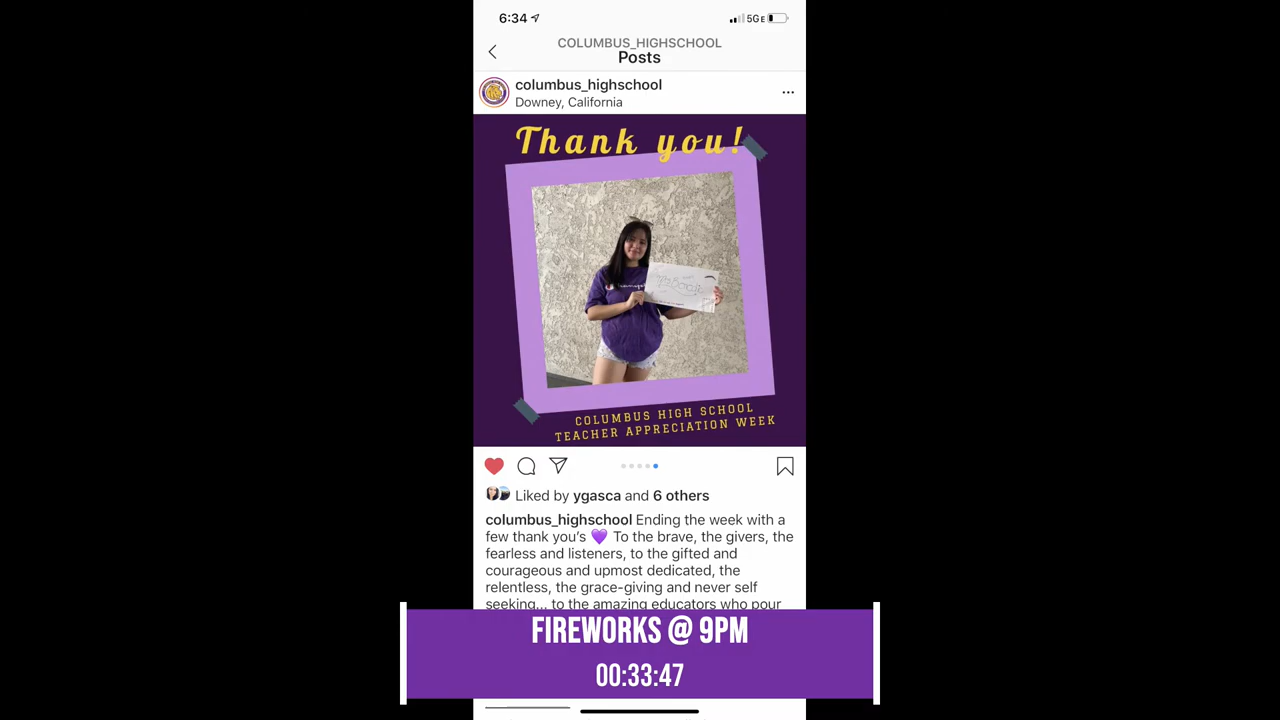 6:34
5GE
COLUMBUS_HIGHSCHOOL
Posts
columbus_highschool
Downey, California
Thank you!
COLUMBUS HIGH SCHOOL
TEACHER APPRECIATION WEEK
Liked by ygasca and 6 others
columbus_highschool Ending the week with a
few thank you's 💜 To the brave, the givers, the
fearless and listeners, to the gifted and
courageous and upmost dedicated, the
relentless, the grace-giving and never self
seeking... to the amazing educators who pour
FIREWORKS @ 9PM
00:33:47